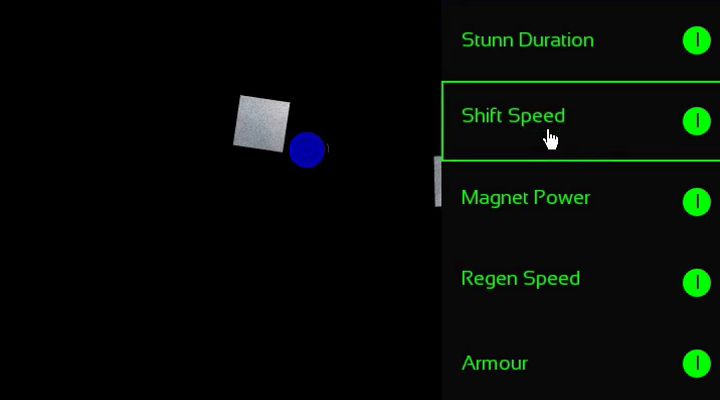 Stunn Duration
Shift Speed
Magnet Power
Regen Speed
Armour